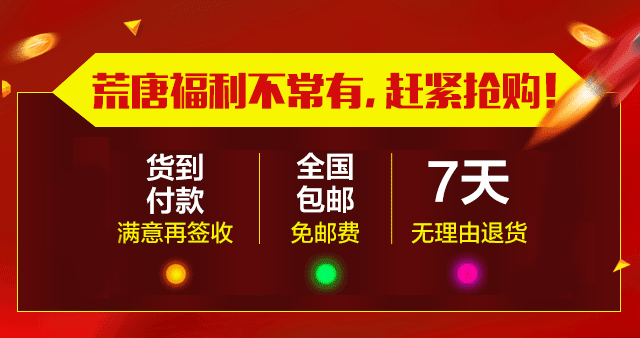 荒唐福利不常有,赶紧抢购!
货到
付款
满意再签收
全国
包邮
免邮费
7天
无理由退货